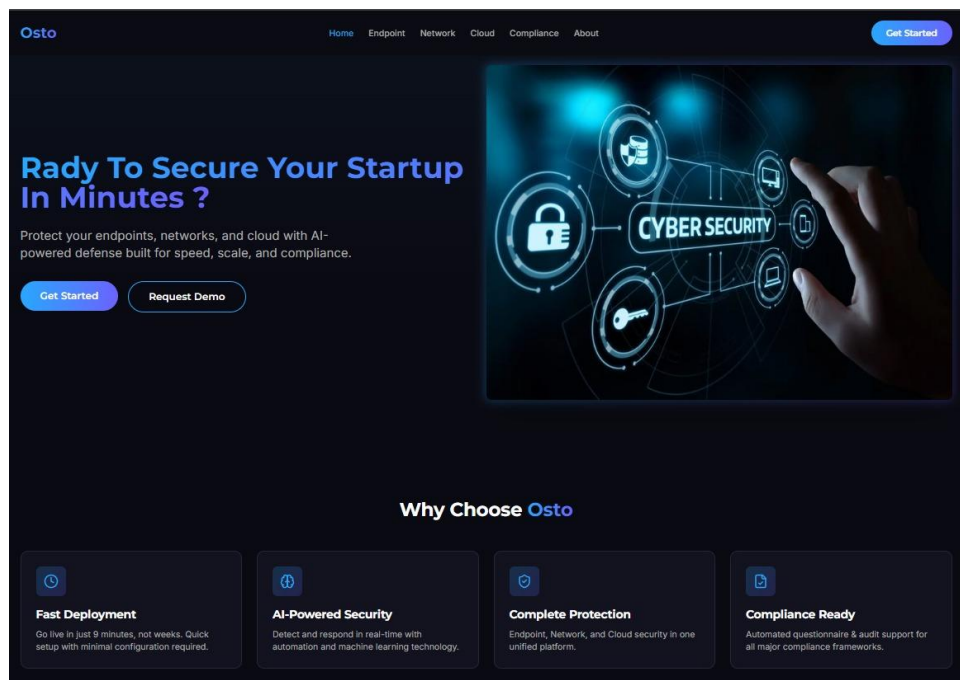 Osto
Home Endpoint Network Cloud Compliance About
Get Started
Rady To Secure Your Startup
In Minutes ?
Protect your endpoints, networks, and cloud with AI-
powered defense built for speed, scale, and compliance.
Get Started Request Demo
CYBER SECURITY
Why Choose Osto
Fast Deployment
Go live in just 9 minutes, not weeks. Quick
setup with minimal configuration required.
AI-Powered Security
Detect and respond in real-time with
automation and machine learning technology.
Complete Protection
Endpoint, Network, and Cloud security in one
unified platform.
Compliance Ready
Automated questionnaire & audit support for
all major compliance frameworks.